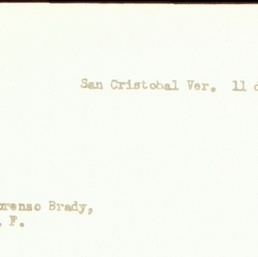 San Cristobal Ver. 11 d
renso Brady,
. F.